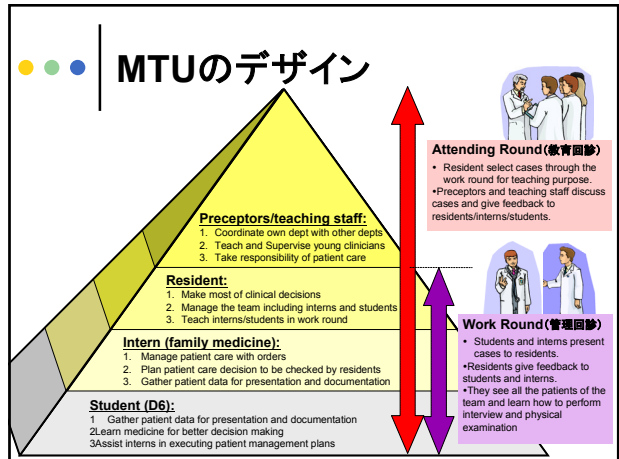 MTUのデザイン
Preceptors/teaching staff:
1. Coordinate own dept with other depts
2. Teach and Supervise young clinicians
3. Take responsibility of patient care
Resident:
1. Make most of clinical decisions
2. Manage the team including interns and students
3. Teach interns/students in work round
Intern (family medicine):
1. Manage patient care with orders
2. Plan patient care decision to be checked by residents
3. Gather patient data for presentation and documentation
Student (D6):
1 Gather patient data for presentation and documentation
2Learn medicine for better decision making
3Assist interns in executing patient management plans
Attending Round(教育回診)
• Resident select cases through the
work round for teaching purpose.
•Preceptors and teaching staff discuss
cases and give feedback to
residents/interns/students.
Work Round(管理回診)
• Students and interns present
cases to residents.
•Residents give feedback to
students and interns.
•They see all the patients of the
team and learn how to perform
interview and physical
examination